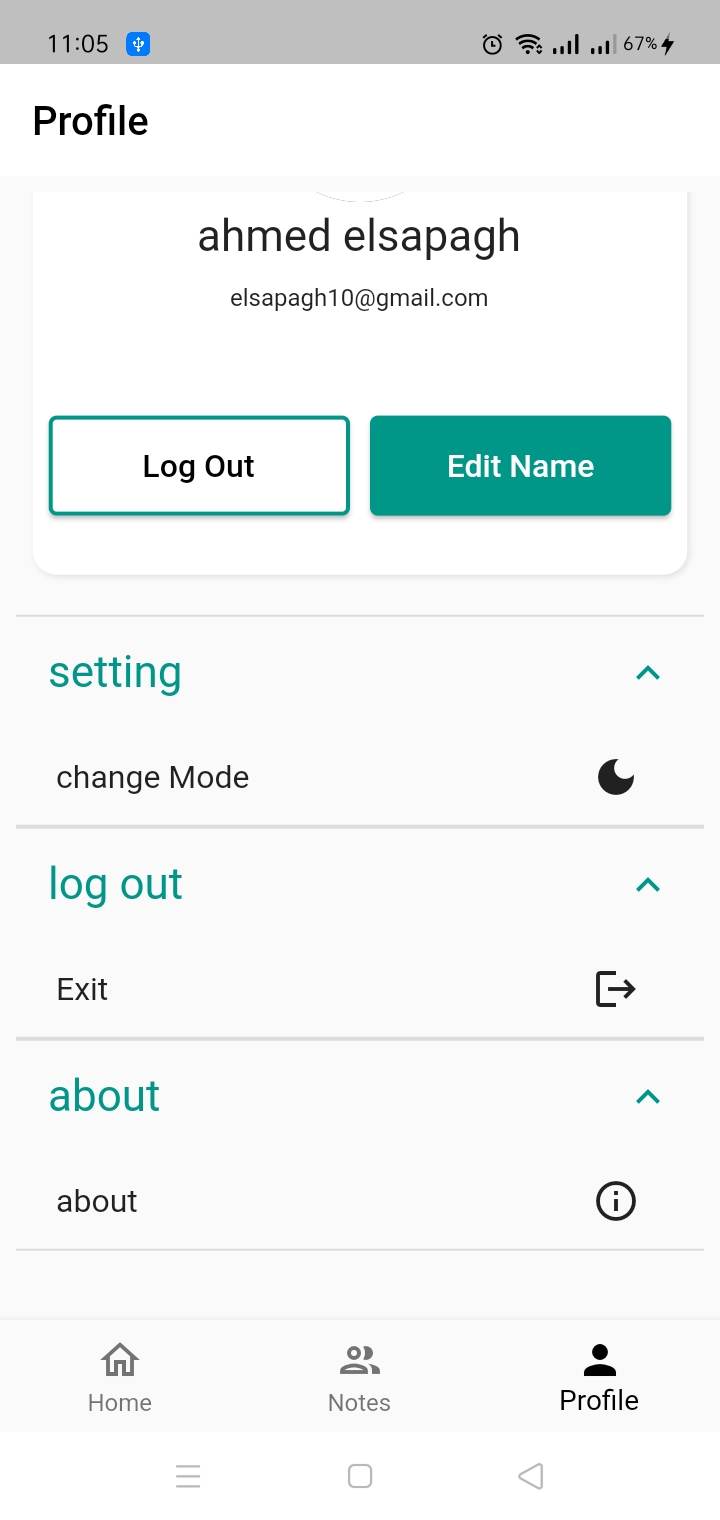 11:05
67%
Profile
ahmed elsapagh
elsapagh10@gmail.com
Log Out
Edit Name
setting
change Mode
log out
Exit
about
about
Home
Notes
Profile